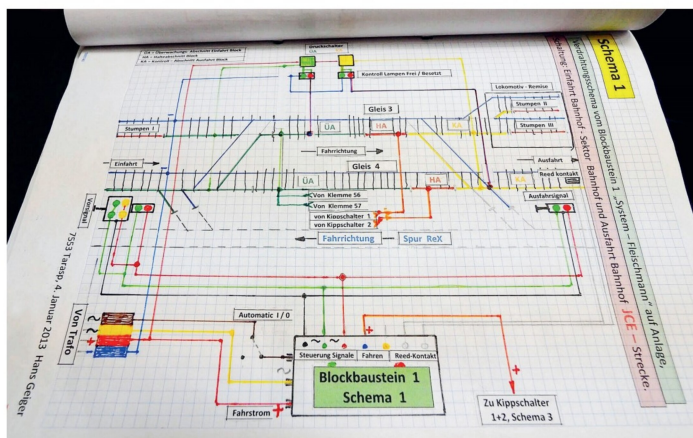 Schema 1
Verdrahtungsschema vom Blockbaustein 1 „System – Fleischmann“ auf Anlage,
Schaltung: Einfahrt Bahnhof - Sektor Bahnhof und Ausfahrt Bahnhof JCE – Strecke.
ÜA = Überwachungs- Abschnitt Einfahrt Block
HA = Halteabschnitt Block
KA = Kontroll - Abschnitt Ausfahrt Block
Druckschalter
ÜA
Kontroll Lampen Frei / Besetzt
Lokomotiv - Remise
Stumpen II
Gleis 3
Stumpen I
ÜA
HA
KA
Stumpen III
Fahrrichtung
Einfahrt
Gleis 4
Ausfahrt
Reed kontakt
ÜA
HA
KA
Von Klemme 56
Von Klemme 57
von Kippschalter 1
von Kippschalter 2
Vorsignal
Ausfahrsignal
Fahrrichtung
Spur ReX
7553 Tarasp, 4. Januar 2013 Hans Geiger
Von Trafo
Automatic I / 0
Steuerung Signale
Fahren
Reed-Kontakt
Blockbaustein 1
Schema 1
Fahrstrom
Zu Kippschalter
1+2, Schema 3